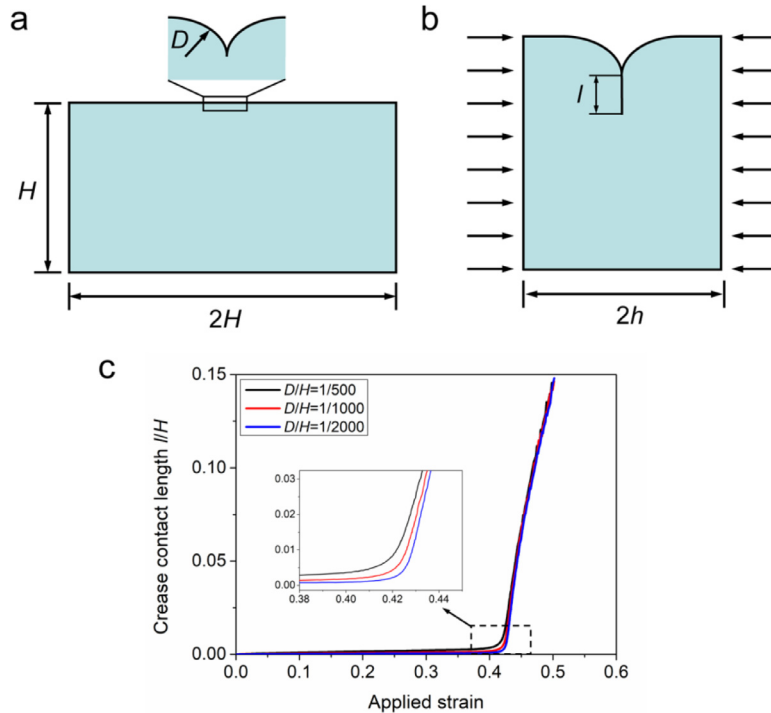 a
D
H
2H
b
l
2h
c
Crease contact length l/H
0.15
0.10
0.05
0.00
D/H=1/500
D/H=1/1000
D/H=1/2000
0.03
0.02
0.01
0.00
0.38 0.40 0.42 0.44
0.0 0.1 0.2 0.3 0.4 0.5 0.6
Applied strain